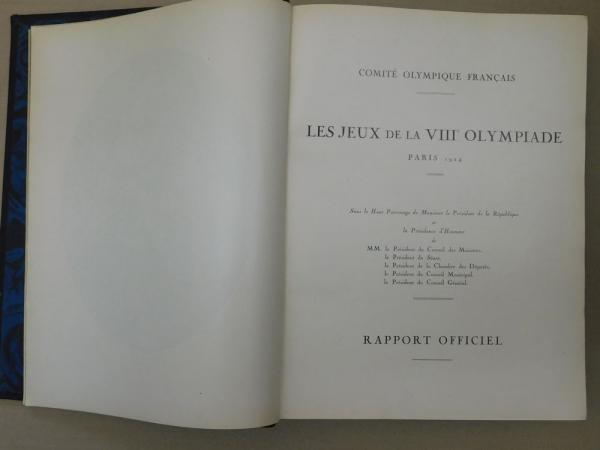 COMITÉ OLYMPIQUE FRANÇAIS
LES JEUX DE LA VIIIᵉ OLYMPIADE
PARIS 1924
Sous le Haut Patronage de Monsieur le Président de la République
et
la Présidence d'Honneur
de
MM. le Président du Conseil des Ministres.
le Président du Sénat.
le Président de la Chambre des Députés.
le Président du Conseil Municipal.
le Président du Conseil Général.
RAPPORT OFFICIEL